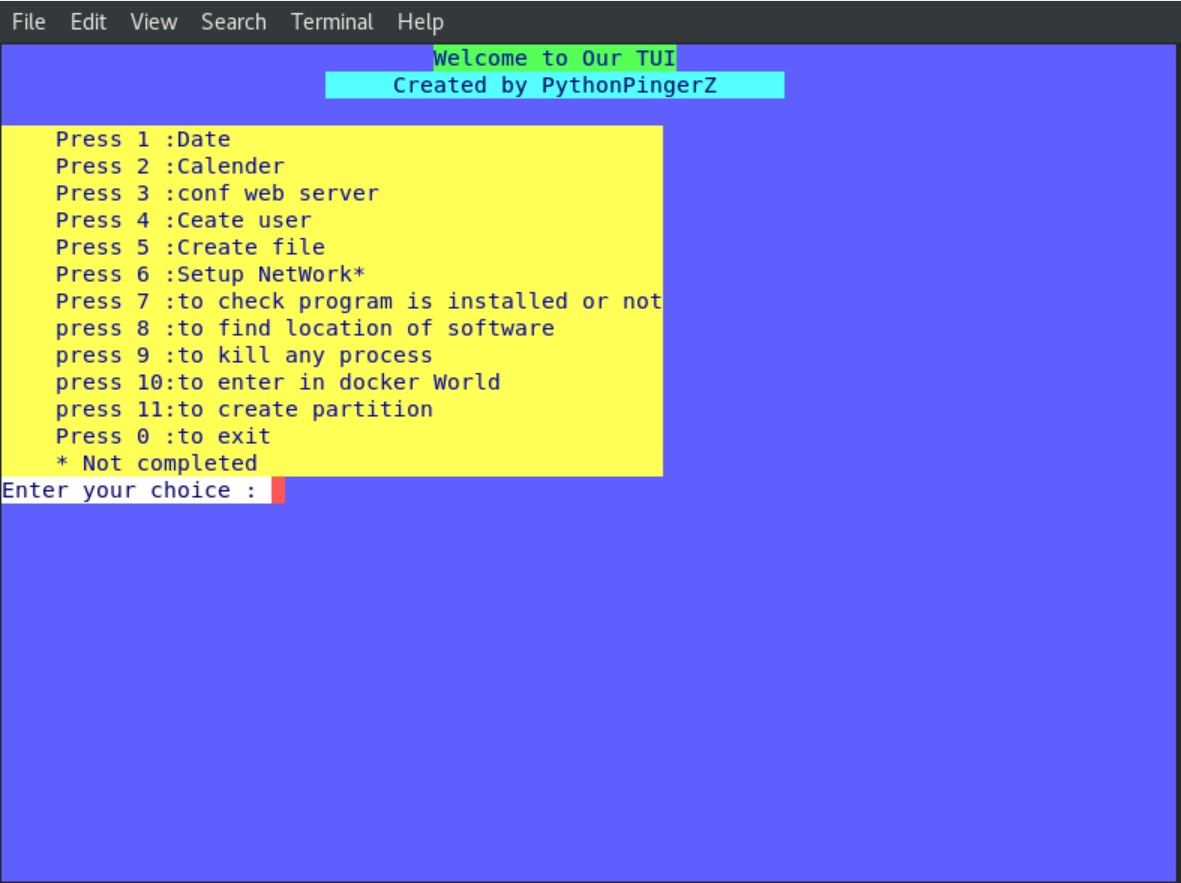 File Edit View Search Terminal Help
Welcome to Our TUI
Created by PythonPingerZ
Press 1 :Date
Press 2 :Calender
Press 3 :conf web server
Press 4 :Ceate user
Press 5 :Create file
Press 6 :Setup NetWork*
Press 7 :to check program is installed or not
press 8 :to find location of software
press 9 :to kill any process
press 10:to enter in docker World
press 11:to create partition
Press 0 :to exit
* Not completed
Enter your choice :